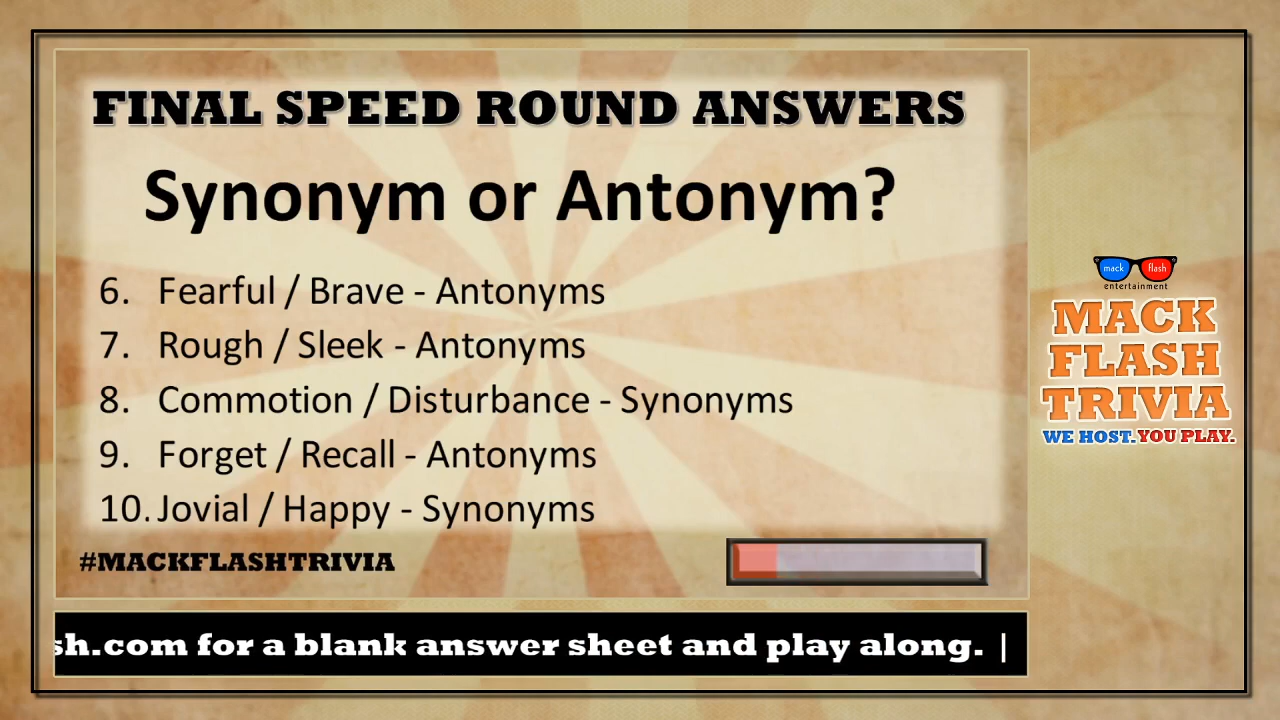 FINAL SPEED ROUND ANSWERS
Synonym or Antonym?
6. Fearful / Brave - Antonyms
7. Rough / Sleek - Antonyms
8. Commotion / Disturbance - Synonyms
9. Forget / Recall - Antonyms
10. Jovial / Happy - Synonyms
#MACKFLASHTRIVIA
sh.com for a blank answer sheet and play along. |
mack flash
entertainment
MACK
FLASH
TRIVIA
WE HOST. YOU PLAY.